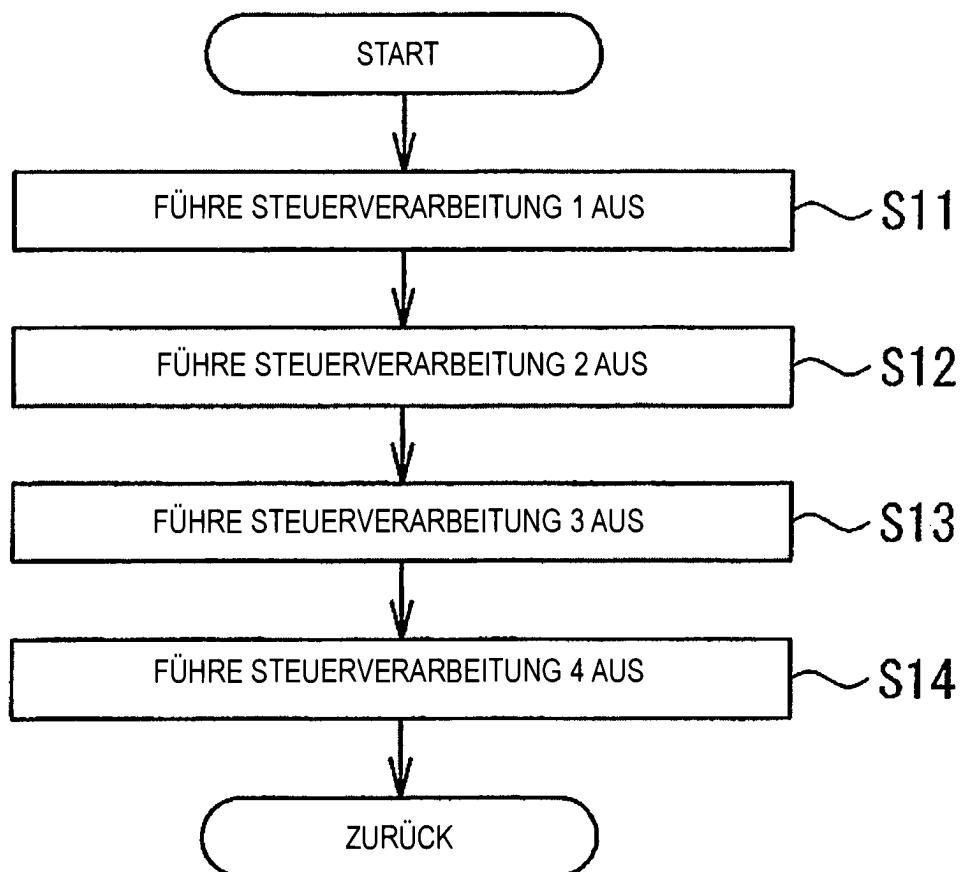 START
FÜHRE STEUERVERARBEITUNG 1 AUS
S11
FÜHRE STEUERVERARBEITUNG 2 AUS
S12
FÜHRE STEUERVERARBEITUNG 3 AUS
S13
FÜHRE STEUERVERARBEITUNG 4 AUS
S14
ZURÜCK